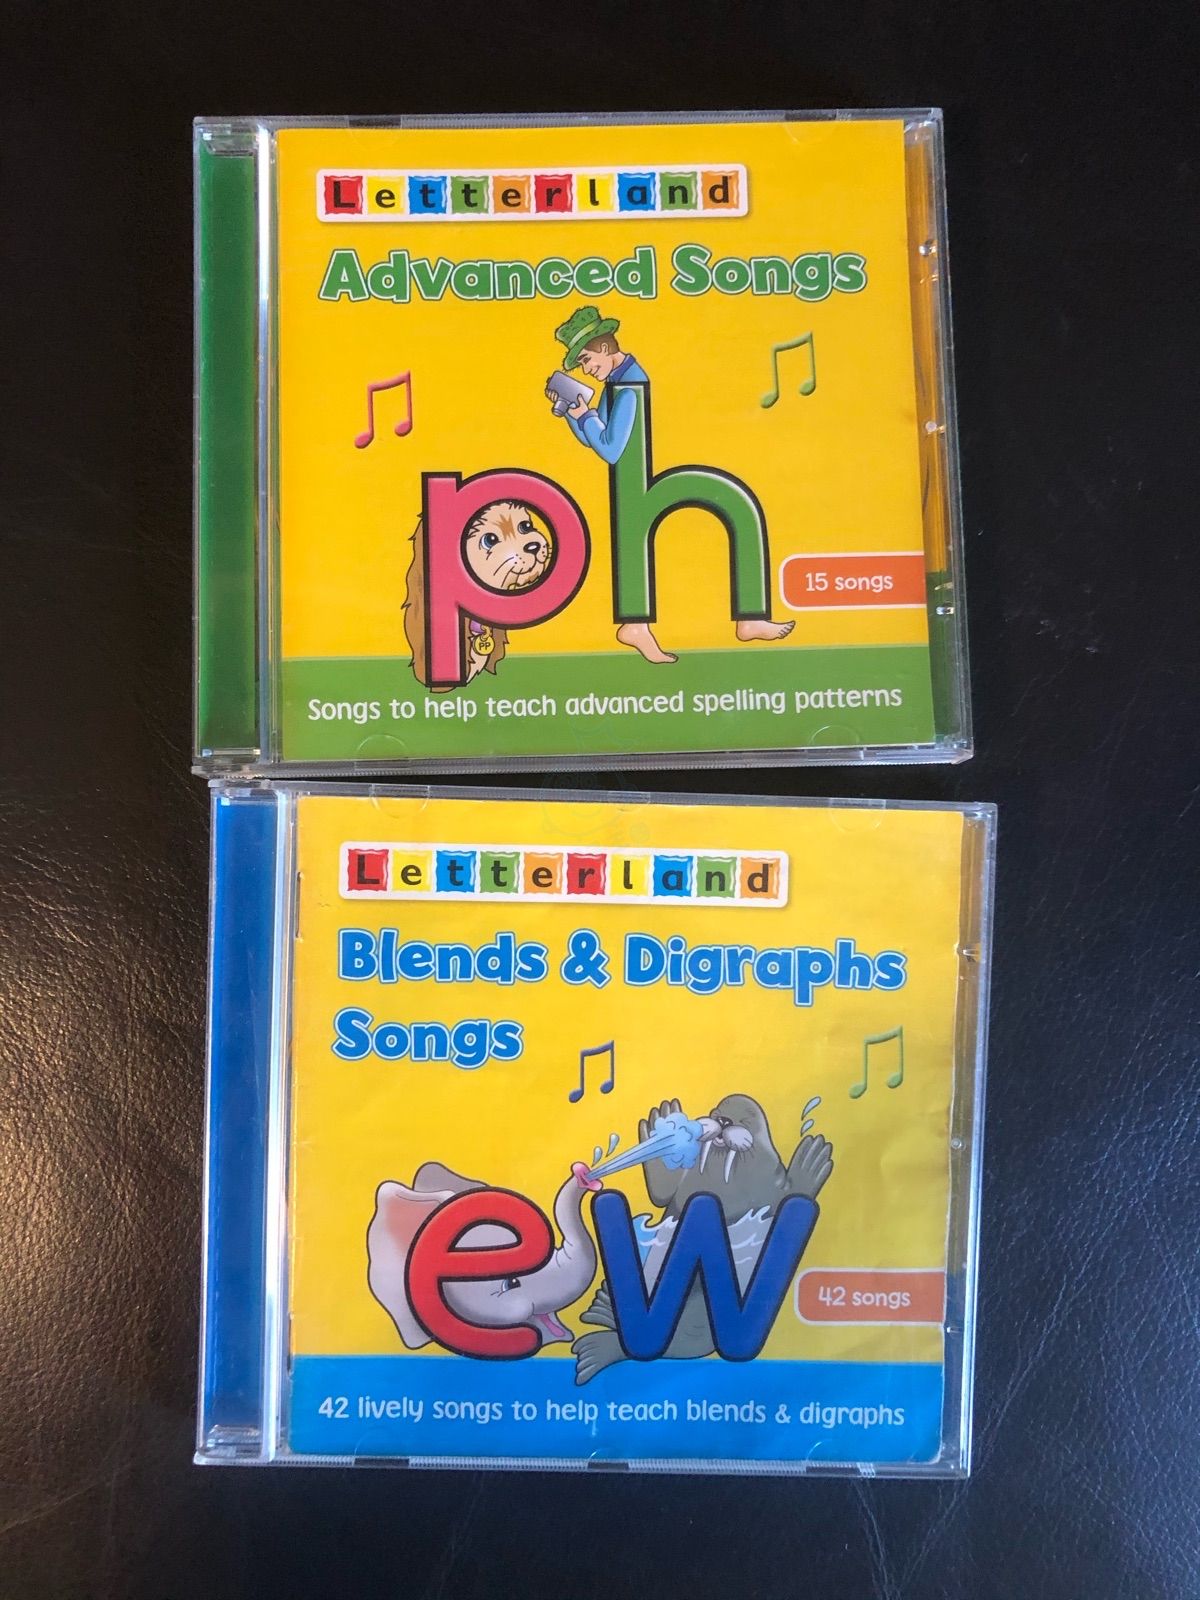 Letterland
Advanced Songs
ph
PP
15 songs
Songs to help teach advanced spelling patterns
Letterland
Blends & Digraphs
Songs
ew
42 songs
42 lively songs to help teach blends & digraphs